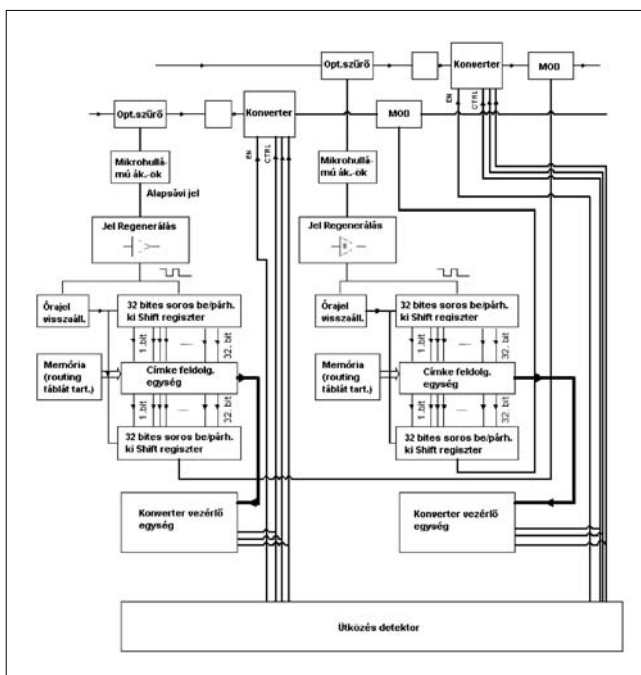 Opt.szűrő
Konverter
MOD
EN
CTRL
Opt.szűrő
Konverter
MOD
EN
CTRL
Mikrohullá-
mú ák.-ok
Mikrohullá-
mú ák.-ok
Alapsávi jel
Jel Regenerálás
Jel Regenerálás
Órajel
visszaáll.
32 bites soros be/párh.
ki Shift regiszter
Órajel
visszaáll.
32 bites soros be/párh.
ki Shift regiszter
1.bit
32. bit
1.bit
32. bit
Memória
(routing
táblát tart.)
Címke feldolg.
egység
Memória
(routing
táblát tart.)
Címke feldolg.
egység
1.bit
32. bit
1.bit
32. bit
32 bites soros be/párh.
ki Shift regiszter
32 bites soros be/párh.
ki Shift regiszter
Konverter vezérlő
egység
Konverter vezérlő
egység
Ütközés detektor